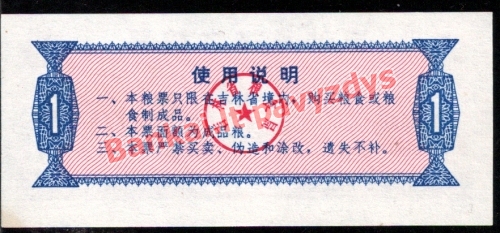 使用说明
一、本粮票只限在吉林省境内，购买粮食或粮
食制成品。
二、本票面额为成品粮。
三、本票严禁买卖、伪造和涂改，遗失不补。
1
1